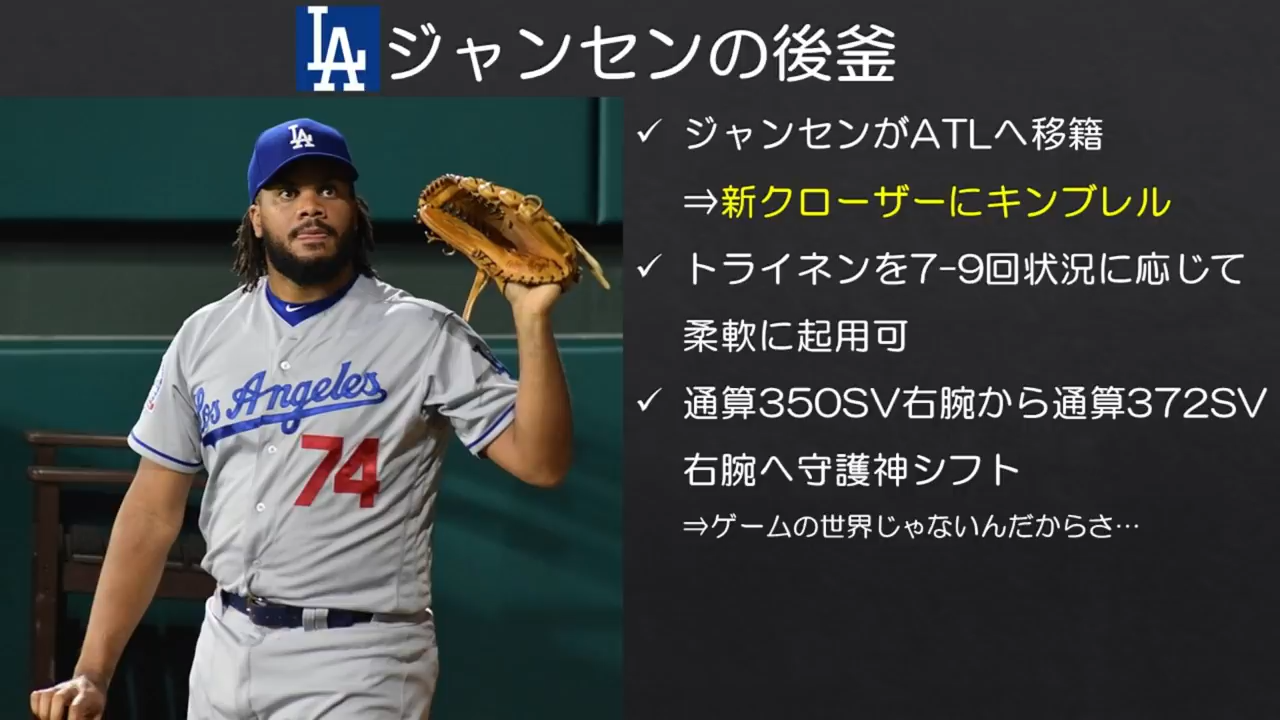 LA ジャンセンの後釜
ジャンセンがATLへ移籍
⇒新クローザーにキンブレル
トライネンを7-9回状況に応じて
柔軟に起用可
通算350SV右腕から通算372SV
右腕へ守護神シフト
⇒ゲームの世界じゃないんだからさ…
LA
Los Angeles
74